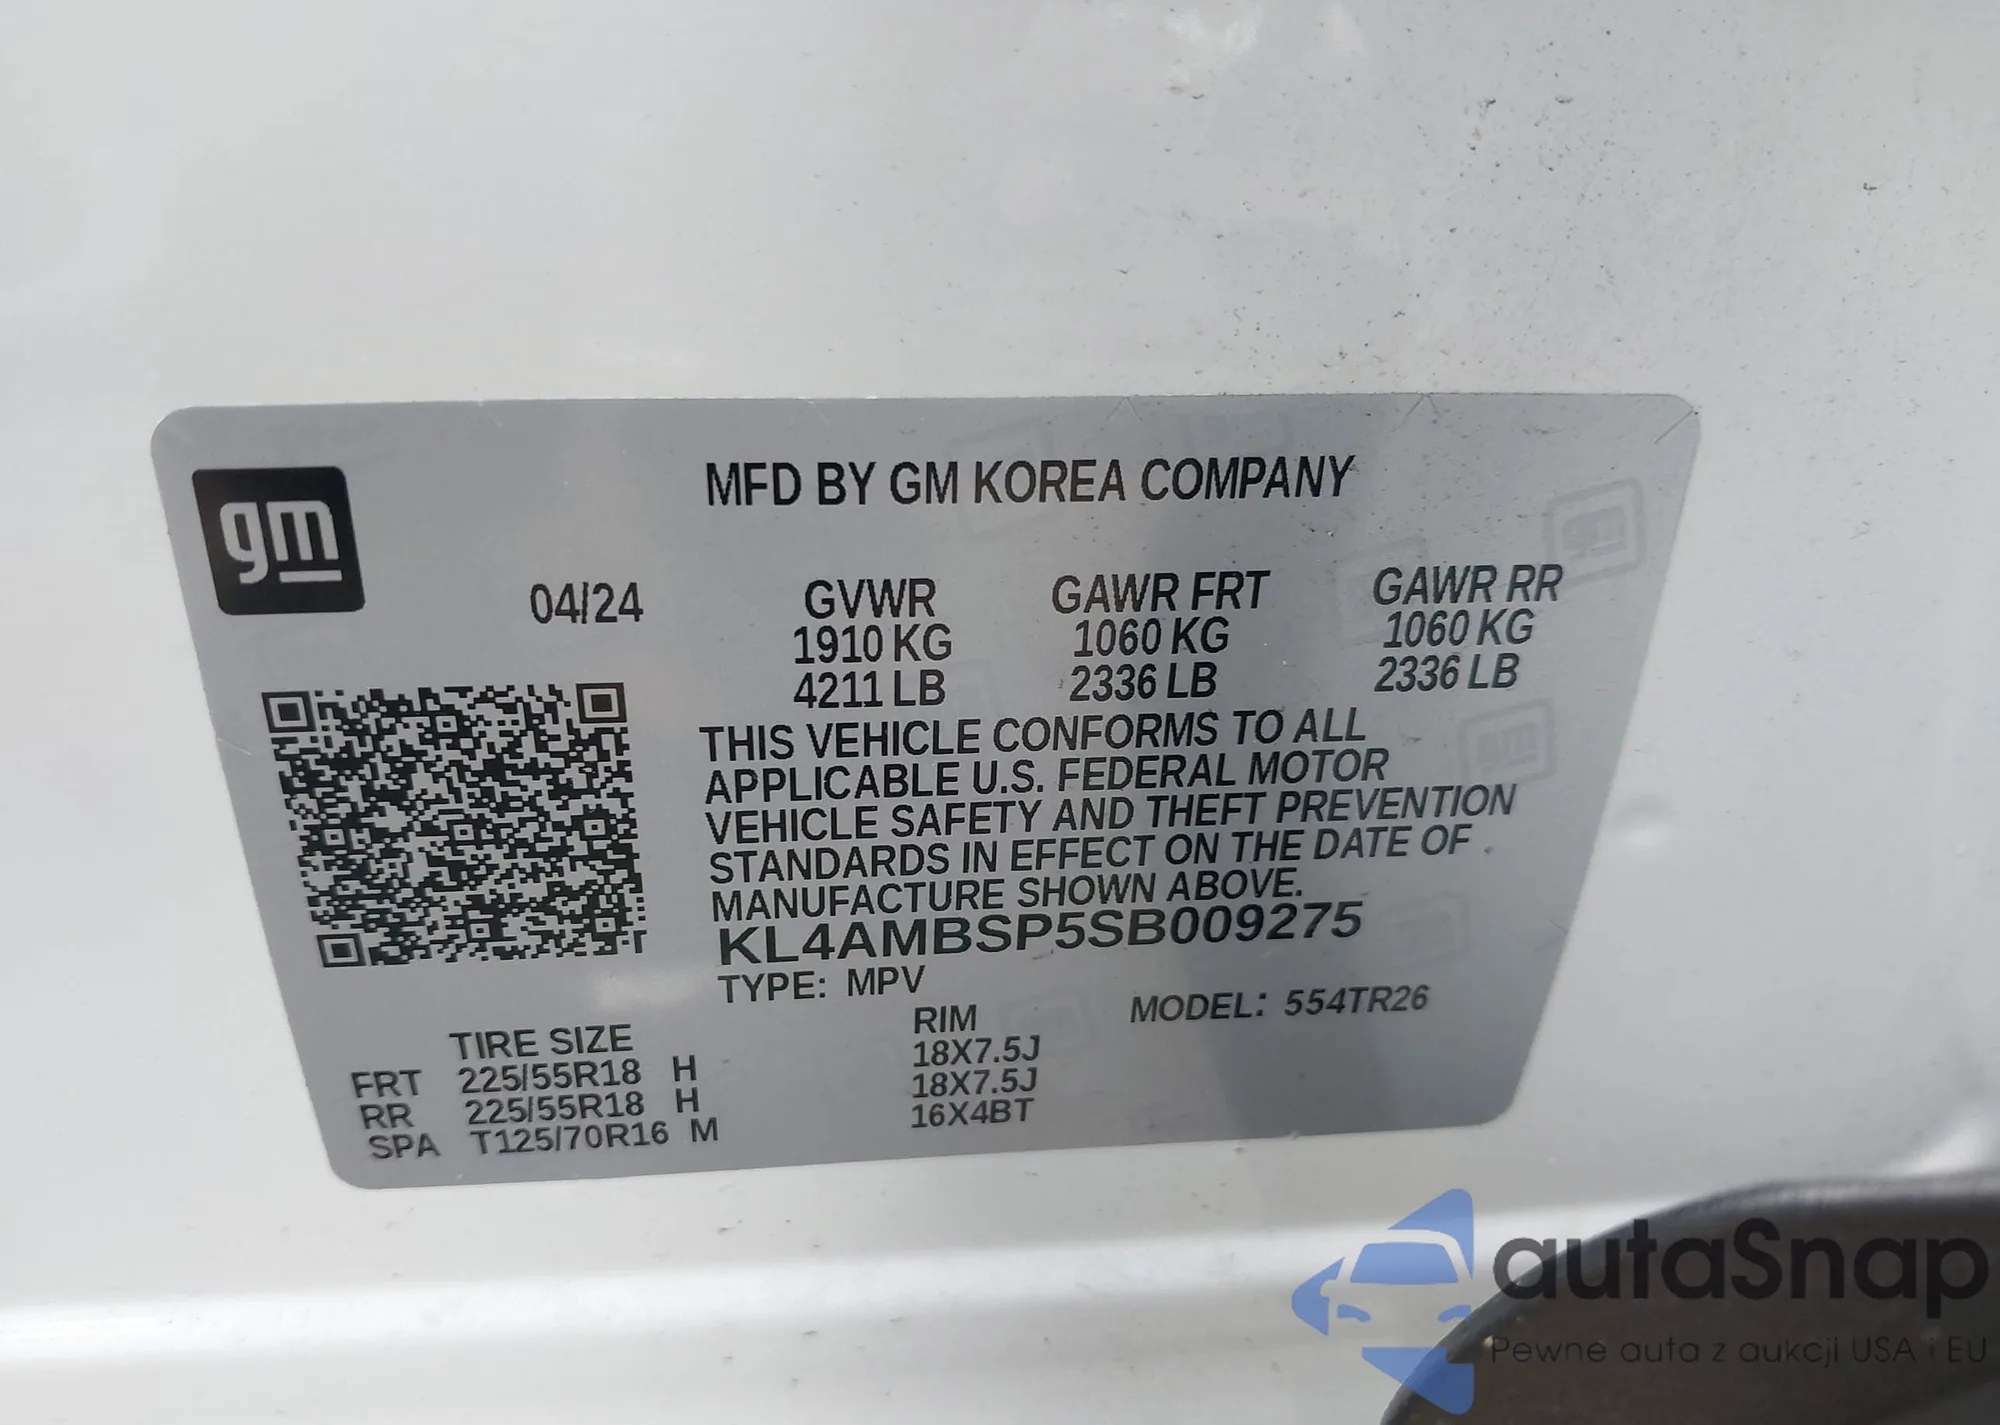 gm
MFD BY GM KOREA COMPANY
04/24
GVWR GAWR FRT GAWR RR
1910 KG 1060 KG 1060 KG
4211 LB 2336 LB 2336 LB
THIS VEHICLE CONFORMS TO ALL
APPLICABLE U.S. FEDERAL MOTOR
VEHICLE SAFETY AND THEFT PREVENTION
STANDARDS IN EFFECT ON THE DATE OF
MANUFACTURE SHOWN ABOVE.
KL4AMBSP5SB009275
TYPE: MPV
MODEL: 554TR26
TIRE SIZE RIM
FRT 225/55R18 H 18X7.5J
RR 225/55R18 H 18X7.5J
SPA T125/70R16 M 16X4BT
autaSnap
Pewne auta z aukcji USA i EU